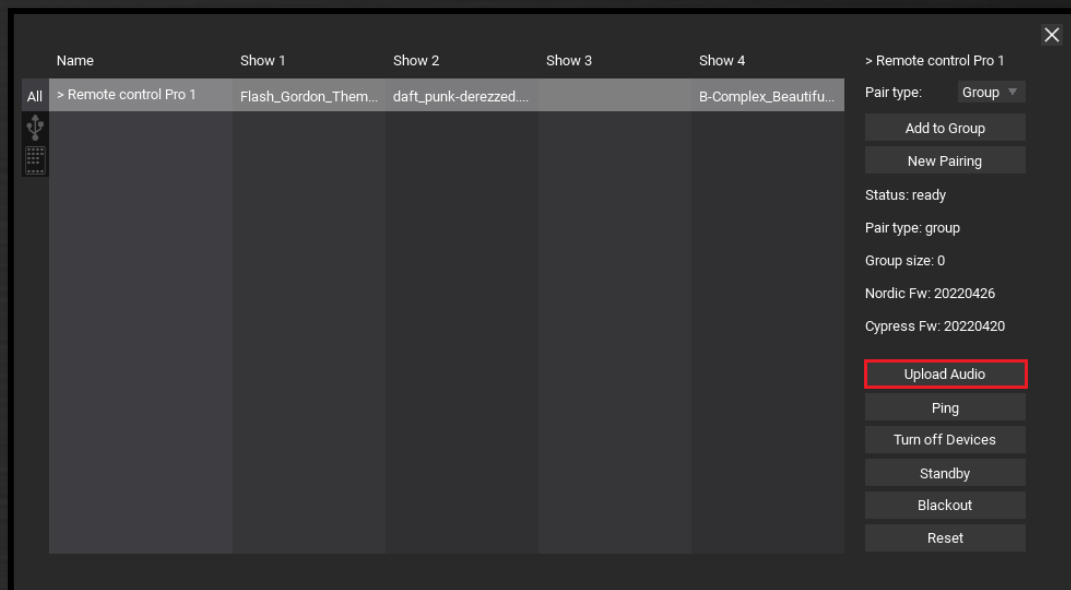 Name Show 1 Show 2 Show 3 Show 4
All > Remote control Pro 1 Flash_Gordon_Them... daft_punk-derezzed.... B-Complex_Beautifu...
> Remote control Pro 1
Pair type: Group
Add to Group
New Pairing
Status: ready
Pair type: group
Group size: 0
Nordic Fw: 20220426
Cypress Fw: 20220420
Upload Audio
Ping
Turn off Devices
Standby
Blackout
Reset